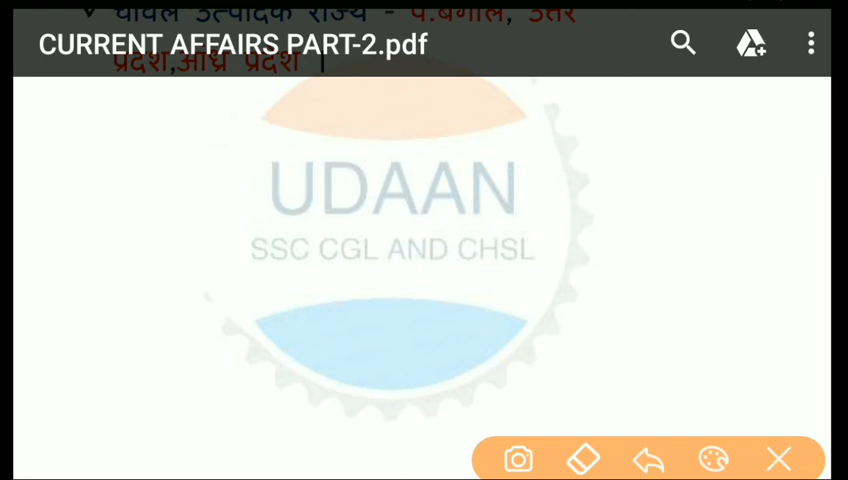 चावल उत्पादक राज्य - प.बंगाल, उत्तर
CURRENT AFFAIRS PART-2.pdf
प्रदेश,आंध्र प्रदेश |
UDAAN
SSC CGL AND CHSL